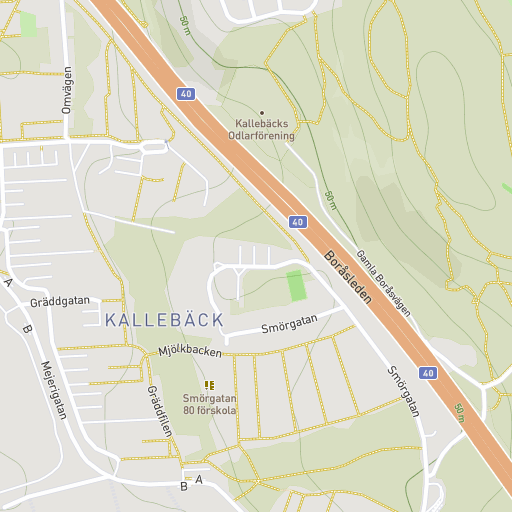 50 m
Omvägen
40
Kallebäcks
Odlarförening
50 m
40
Gamla Boråsvägen
Boråsleden
A
Gräddgatan
B
KALLEBÄCK
Smörgatan
Mjölkbacken
Mejerigatan
Gräddfilen
Smörgatan
80 förskola
Smörgatan
40
50 m
A
B